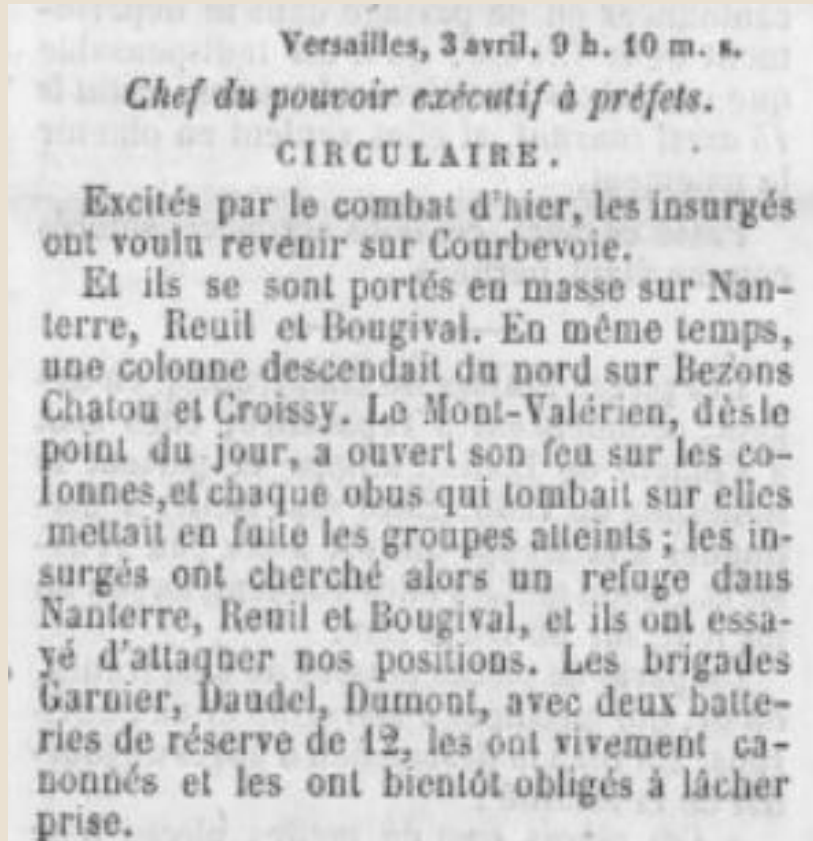 Versailles, 3 avril. 9 h. 10 m. s.
Chef du pouvoir exécutif à préfets.
CIRCULAIRE.
Excités par le combat d'hier, les insurgés
ont voulu revenir sur Courbevoie.
Et ils se sont portés en masse sur Nan-
terre, Reuil et Bougival. En même temps,
une colonne descendait du nord sur Bezons
Chatou et Croissy. Le Mont-Valérien, dès le
point du jour, a ouvert son feu sur les co-
lonnes, et chaque obus qui tombait sur elles
mettait en fuite les groupes atteints ; les in-
surgés ont cherché alors un refuge dans
Nanterre, Reuil et Bougival, et ils ont essa-
yé d'attaquer nos positions. Les brigades
Garnier, Daudel, Dumont, avec deux batte-
ries de réserve de 12, les ont vivement ca-
nonnés et les ont bientôt obligés à lâcher
prise.